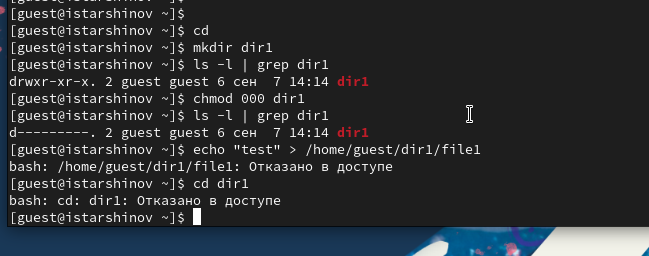 [guest@istarshinov ~]$
[guest@istarshinov ~]$ cd
[guest@istarshinov ~]$ mkdir dir1
[guest@istarshinov ~]$ ls -l | grep dir1
drwxr-xr-x. 2 guest guest 6 сен  7 14:14 dir1
[guest@istarshinov ~]$ chmod 000 dir1
[guest@istarshinov ~]$ ls -l | grep dir1
d---------. 2 guest guest 6 сен  7 14:14 dir1
[guest@istarshinov ~]$ echo "test" > /home/guest/dir1/file1
bash: /home/guest/dir1/file1: Отказано в доступе
[guest@istarshinov ~]$ cd dir1
bash: cd: dir1: Отказано в доступе
[guest@istarshinov ~]$